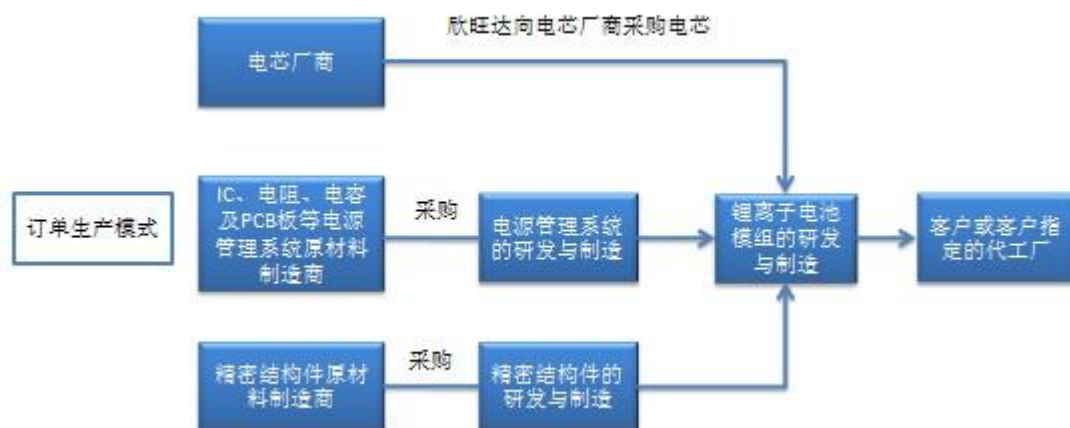 欣旺达向电芯厂商采购电芯
电芯厂商
订单生产模式
IC、电阻、电容
及PCB板等电源
管理系统原材料
制造商
采购
电源管理系统
的研发与制造
锂离子电池
模组的研发
与制造
客户或客户指
定的代工厂
精密结构件原材
料制造商
采购
精密结构件的
研发与制造